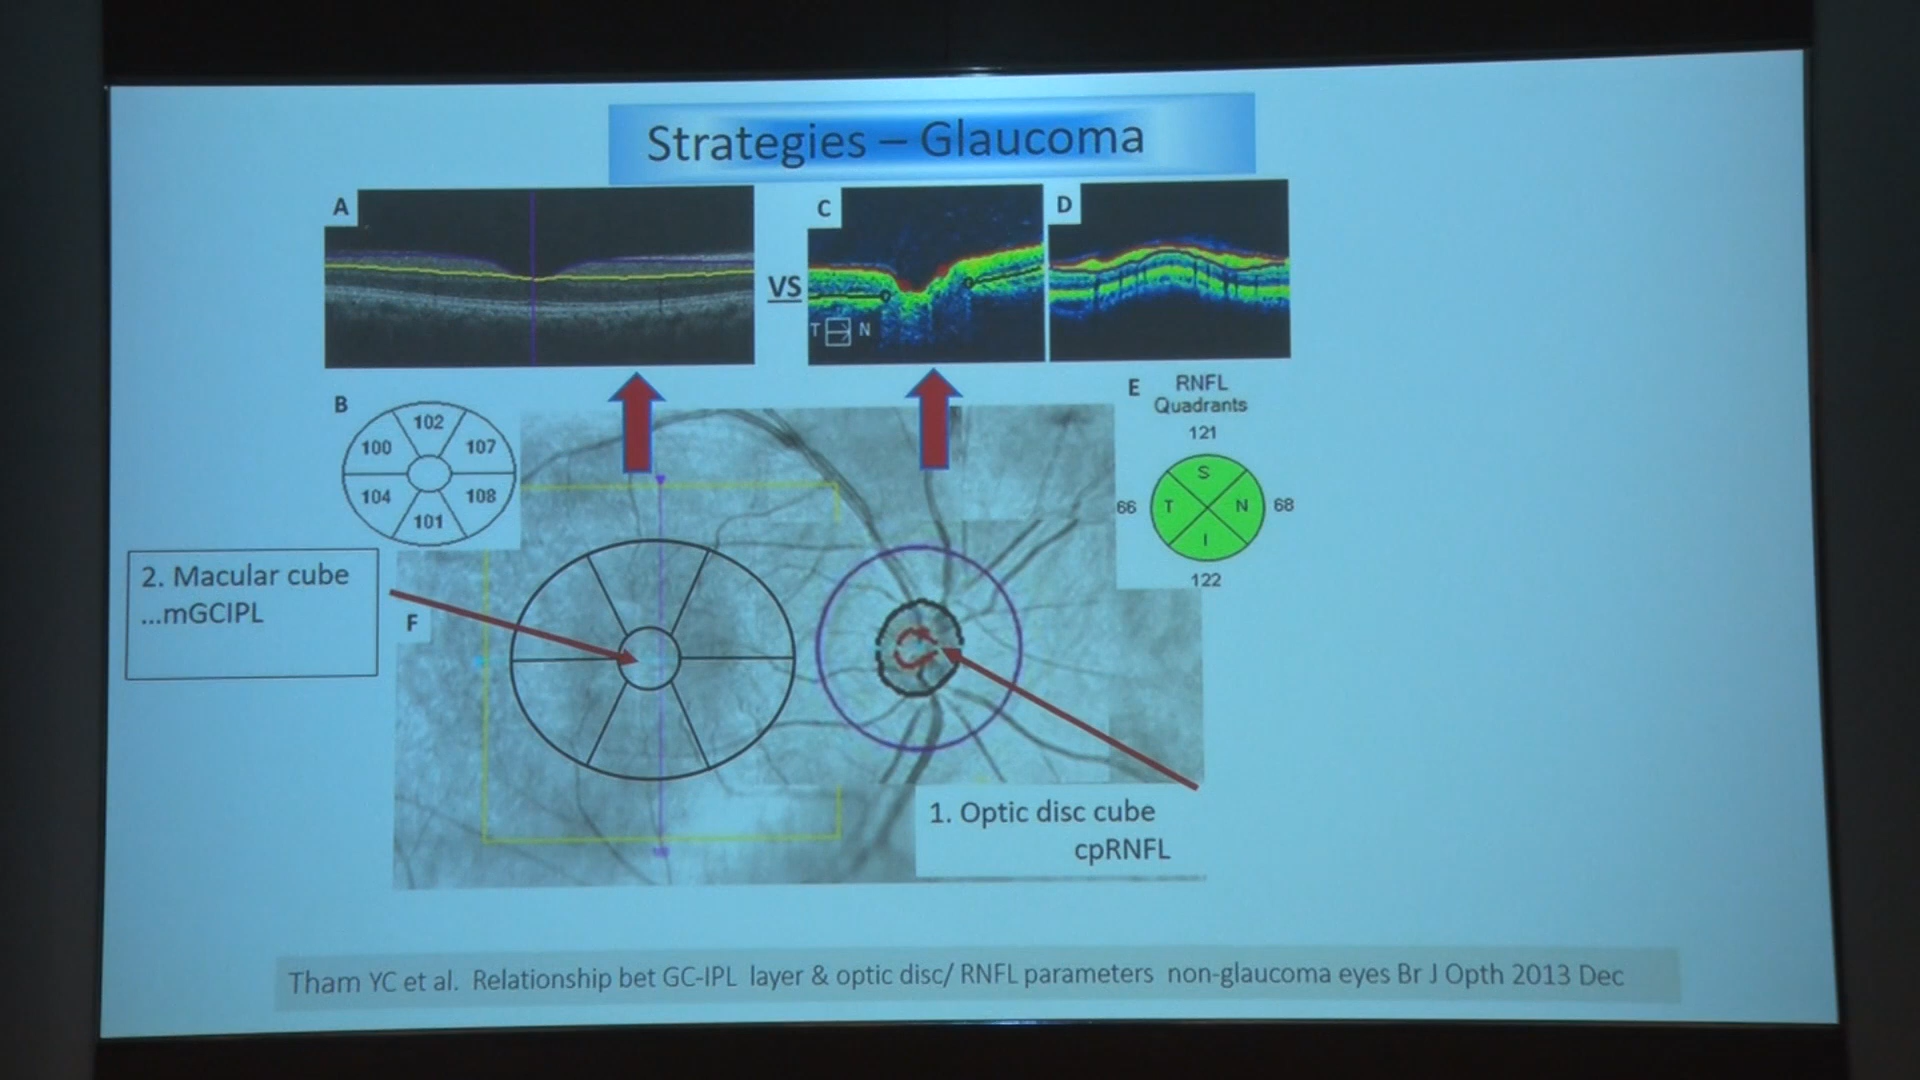 Strategies – Glaucoma
A
C
D
VS
T N
B
102
100 107
104 108
101
E RNFL
Quadrants
121
S
66 T N 68
I
122
2. Macular cube
...mGCIPL
F
1. Optic disc cube
cpRNFL
Tham YC et al. Relationship bet GC-IPL layer & optic disc/ RNFL parameters non-glaucoma eyes Br J Opth 2013 Dec